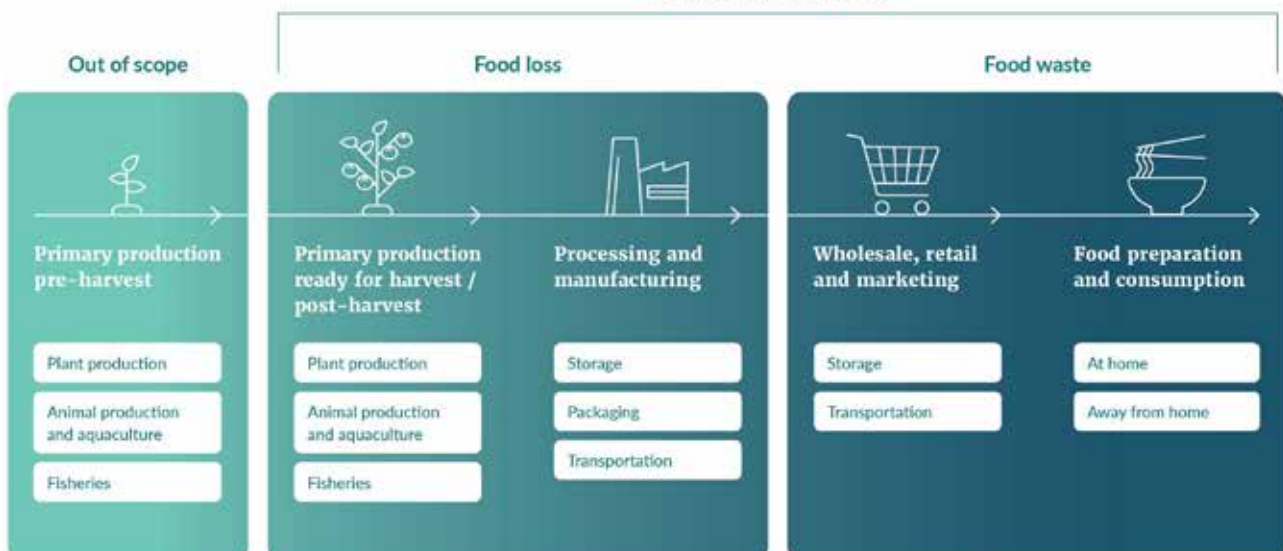 Out of scope
Food loss
Food waste
Primary production
pre-harvest
Plant production
Animal production
and aquaculture
Fisheries
Primary production
ready for harvest /
post-harvest
Plant production
Animal production
and aquaculture
Fisheries
Processing and
manufacturing
Storage
Packaging
Transportation
Wholesale, retail
and marketing
Storage
Transportation
Food preparation
and consumption
At home
Away from home